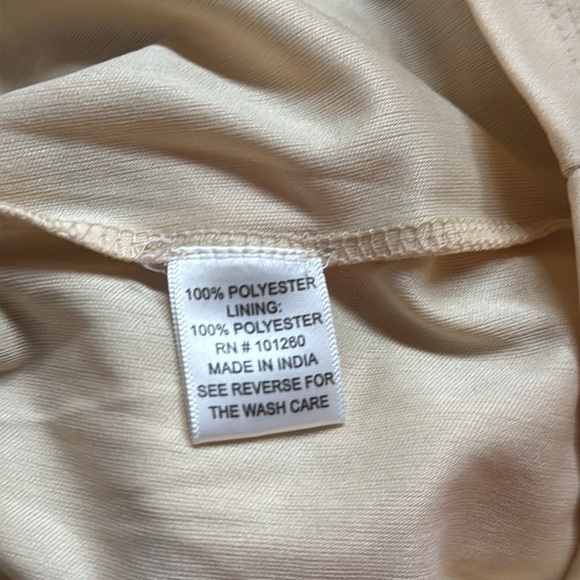 100% POLYESTER
LINING:
100% POLYESTER
RN # 101260
MADE IN INDIA
SEE REVERSE FOR
THE WASH CARE